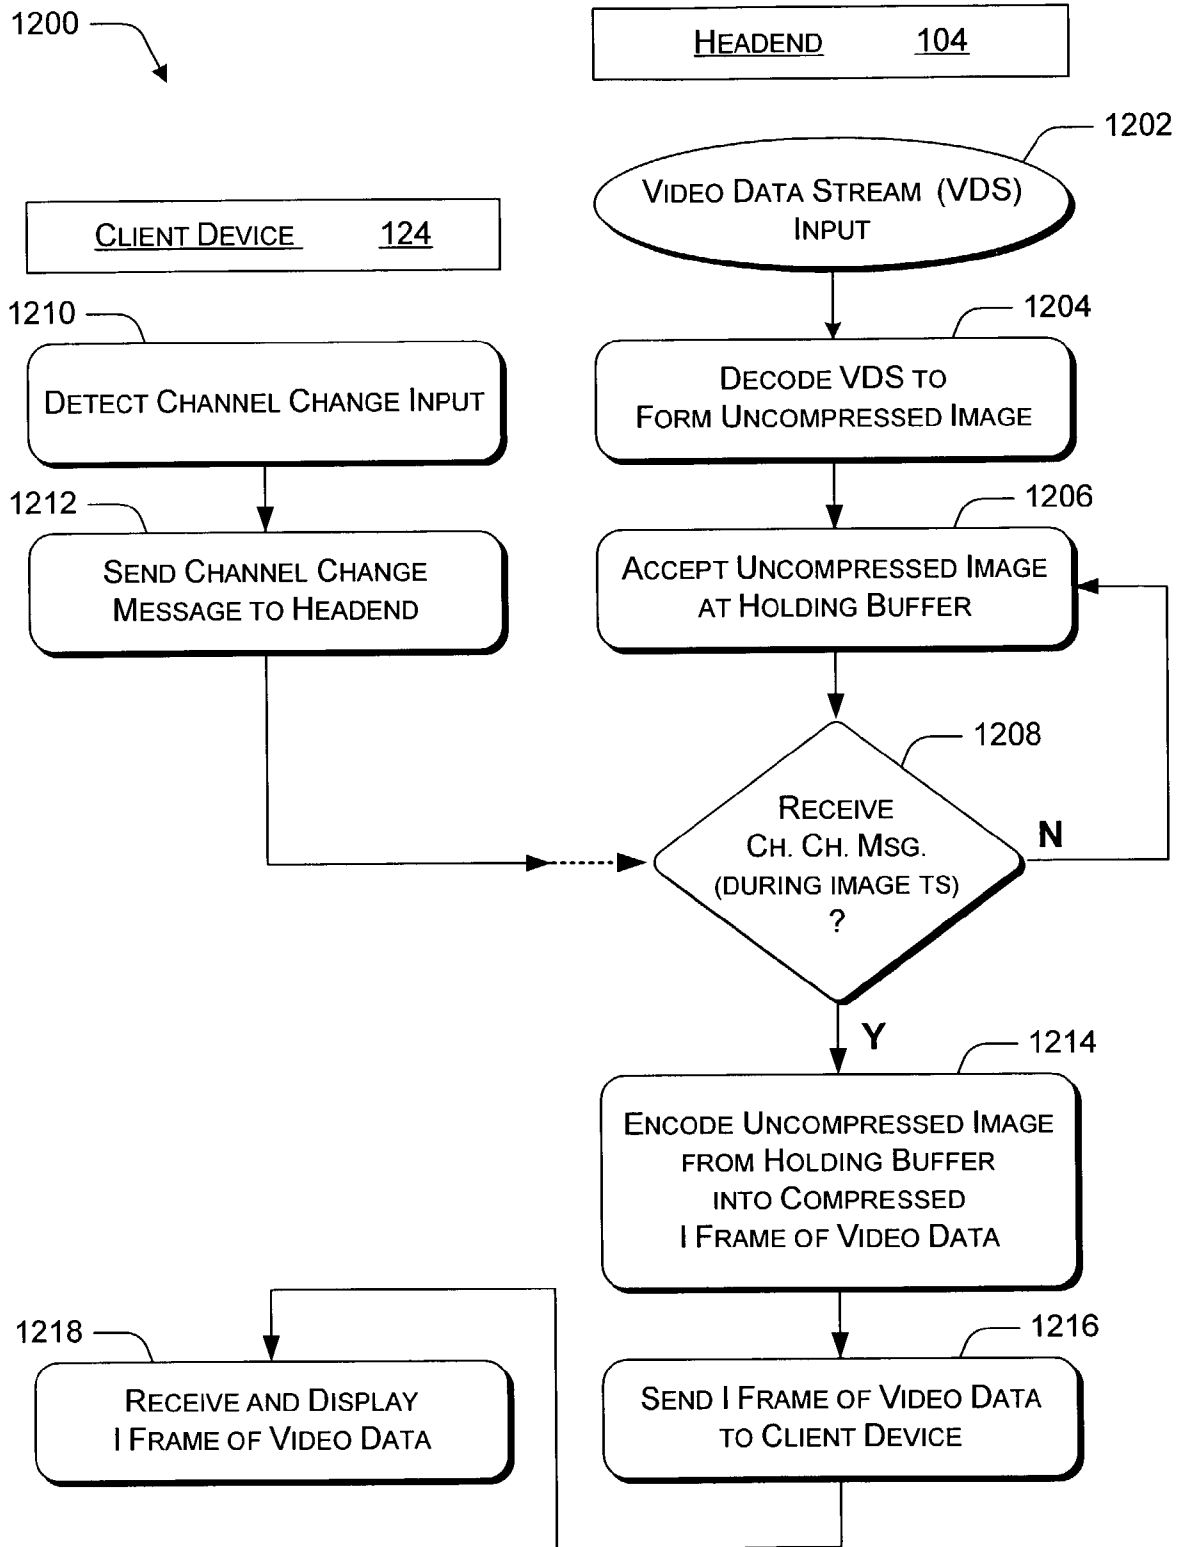 1200
HEADEND 104
1202
VIDEO DATA STREAM (VDS)
INPUT
CLIENT DEVICE 124
1210
DETECT CHANNEL CHANGE INPUT
1204
DECODE VDS TO
FORM UNCOMPRESSED IMAGE
1212
SEND CHANNEL CHANGE
MESSAGE TO HEADEND
1206
ACCEPT UNCOMPRESSED IMAGE
AT HOLDING BUFFER
1208
RECEIVE
CH. CH. MSG.
(DURING IMAGE TS)
?
N
Y
1214
ENCODE UNCOMPRESSED IMAGE
FROM HOLDING BUFFER
INTO COMPRESSED
I FRAME OF VIDEO DATA
1216
SEND I FRAME OF VIDEO DATA
TO CLIENT DEVICE
1218
RECEIVE AND DISPLAY
I FRAME OF VIDEO DATA